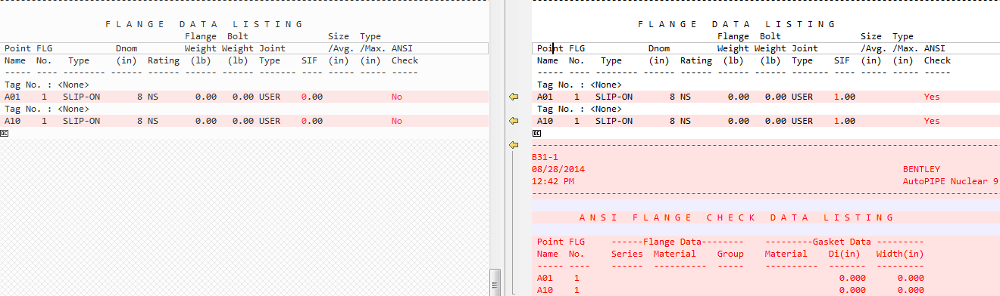 F L A N G E   D A T A   L I S T I N G
Flange Bolt Size Type
Point FLG Dnom Weight Weight Joint /Avg. /Max. ANSI
Name No. Type (in) Rating (lb) (lb) Type SIF (in) (in) Check
----- ----- -------- ------ ------ ------ ------ ------- ---- ----- ----- -----
Tag No. : <None>
A01 1 SLIP-ON 8 NS 0.00 0.00 USER 0.00 No
Tag No. : <None>
A10 1 SLIP-ON 8 NS 0.00 0.00 USER 0.00 No
F L A N G E   D A T A   L I S T I N G
Flange Bolt Size Type
Point FLG Dnom Weight Weight Joint /Avg. /Max. ANSI
Name No. Type (in) Rating (lb) (lb) Type SIF (in) (in) Check
----- ----- -------- ------ ------ ------ ------ ------- ---- ----- ----- -----
Tag No. : <None>
A01 1 SLIP-ON 8 NS 0.00 0.00 USER 1.00 Yes
Tag No. : <None>
A10 1 SLIP-ON 8 NS 0.00 0.00 USER 1.00 Yes
B31-1
08/28/2014 BENTLEY
12:42 PM AutoPIPE Nuclear 9
A N S I   F L A N G E   C H E C K   D A T A   L I S T I N G
Point FLG ------Flange Data-------- ---------Gasket Data ---------
Name No. Series Material Group Material Di(in) Width(in)
----- ---- ------ ---------- ----- ---------- ------- ---------
A01 1 0.000 0.000
A10 1 0.000 0.000